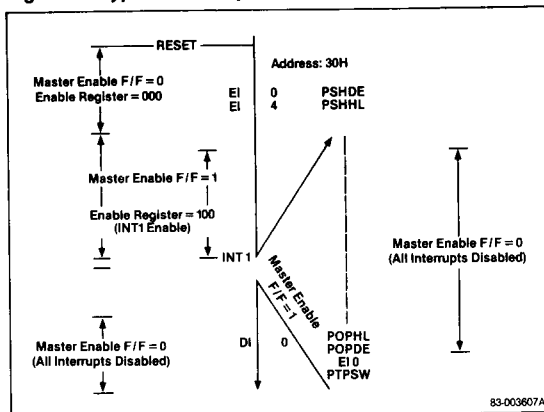 RESET
Address: 30H
Master Enable F/F = 0
Enable Register = 000
EI 0 PSHDE
EI 4 PSHHL
Master Enable F/F = 1
Enable Register = 100
(INT1 Enable)
INT 1
Master Enable
F/F = 1
Master Enable F/F = 0
(All Interrupts Disabled)
Master Enable F/F = 0
(All Interrupts Disabled)
DI 0
POPHL
POPDE
EI 0
PTPSW
83-003607A